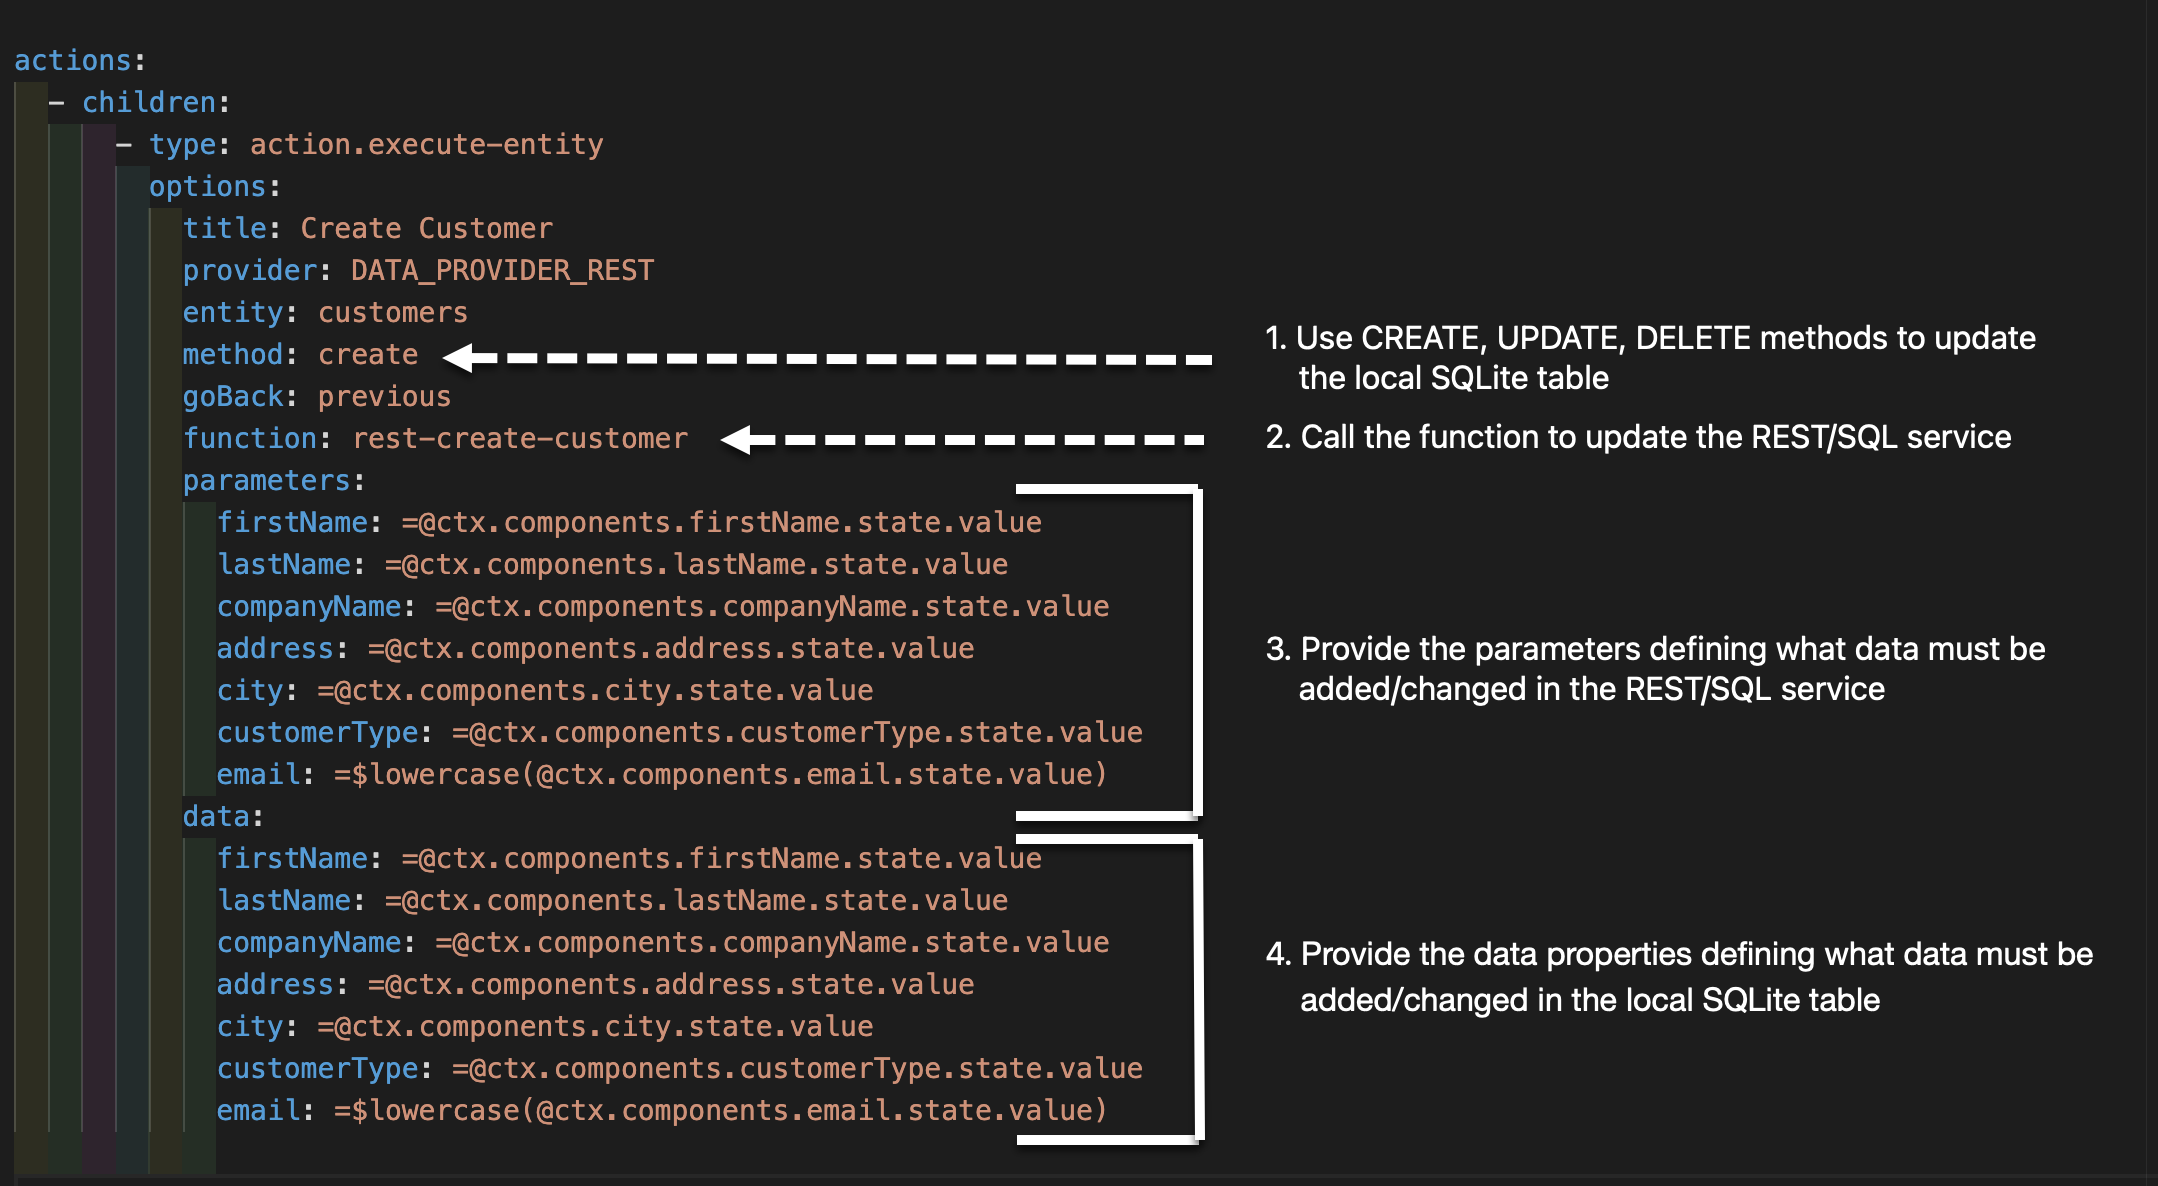 actions:
- children:
- type: action.execute-entity
options:
title: Create Customer
provider: DATA_PROVIDER_REST
entity: customers
method: create
goBack: previous
function: rest-create-customer
parameters:
firstName: =@ctx.components.firstName.state.value
lastName: =@ctx.components.lastName.state.value
companyName: =@ctx.components.companyName.state.value
address: =@ctx.components.address.state.value
city: =@ctx.components.city.state.value
customerType: =@ctx.components.customerType.state.value
email: =$lowercase(@ctx.components.email.state.value)
data:
firstName: =@ctx.components.firstName.state.value
lastName: =@ctx.components.lastName.state.value
companyName: =@ctx.components.companyName.state.value
address: =@ctx.components.address.state.value
city: =@ctx.components.city.state.value
customerType: =@ctx.components.customerType.state.value
email: =$lowercase(@ctx.components.email.state.value)
1. Use CREATE, UPDATE, DELETE methods to update
the local SQLite table
2. Call the function to update the REST/SQL service
3. Provide the parameters defining what data must be
added/changed in the REST/SQL service
4. Provide the data properties defining what data must be
added/changed in the local SQLite table